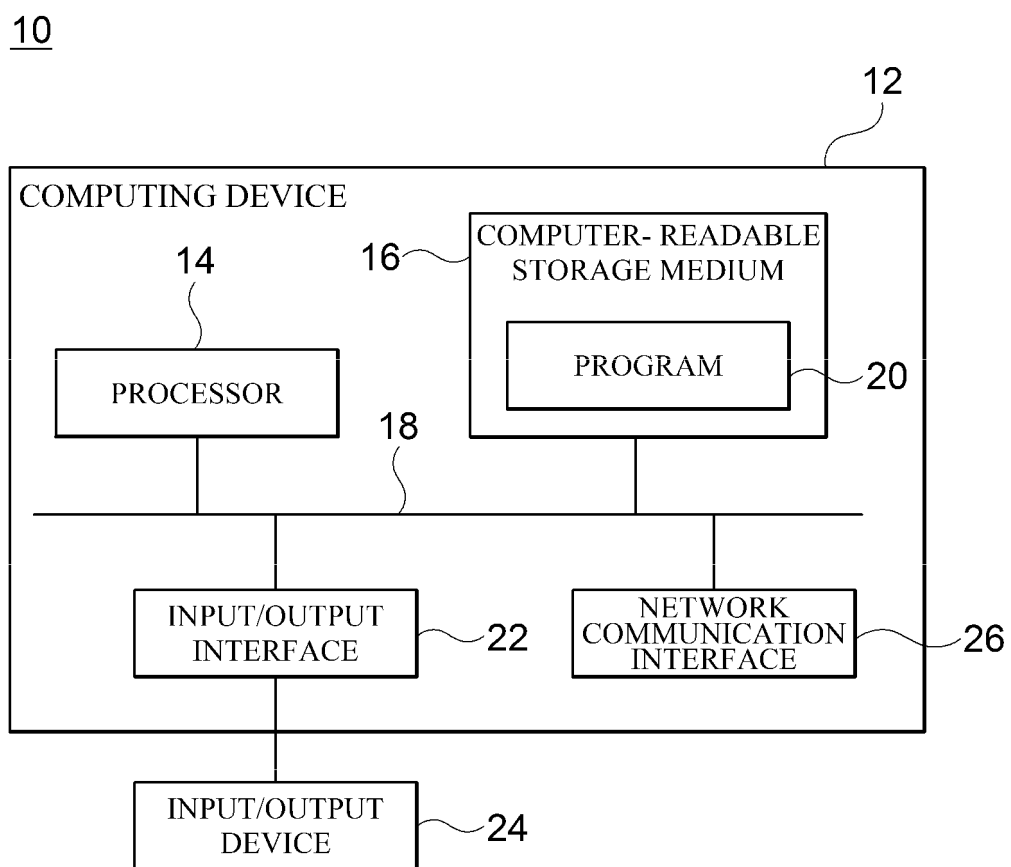 10
12
COMPUTING DEVICE
14
16
COMPUTER- READABLE
STORAGE MEDIUM
PROCESSOR
PROGRAM
20
18
INPUT/OUTPUT
INTERFACE
22
NETWORK
COMMUNICATION
INTERFACE
26
INPUT/OUTPUT
DEVICE
24